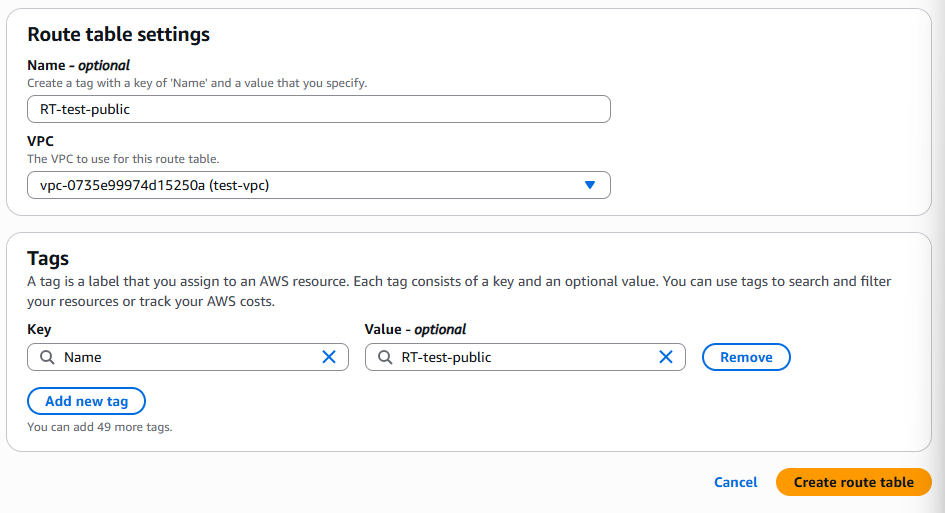 Route table settings
Name - optional
Create a tag with a key of 'Name' and a value that you specify.
RT-test-public
VPC
The VPC to use for this route table.
vpc-0735e99974d15250a (test-vpc)
Tags
A tag is a label that you assign to an AWS resource. Each tag consists of a key and an optional value. You can use tags to search and filter
your resources or track your AWS costs.
Key
Value - optional
Name
RT-test-public
Remove
Add new tag
You can add 49 more tags.
Cancel
Create route table